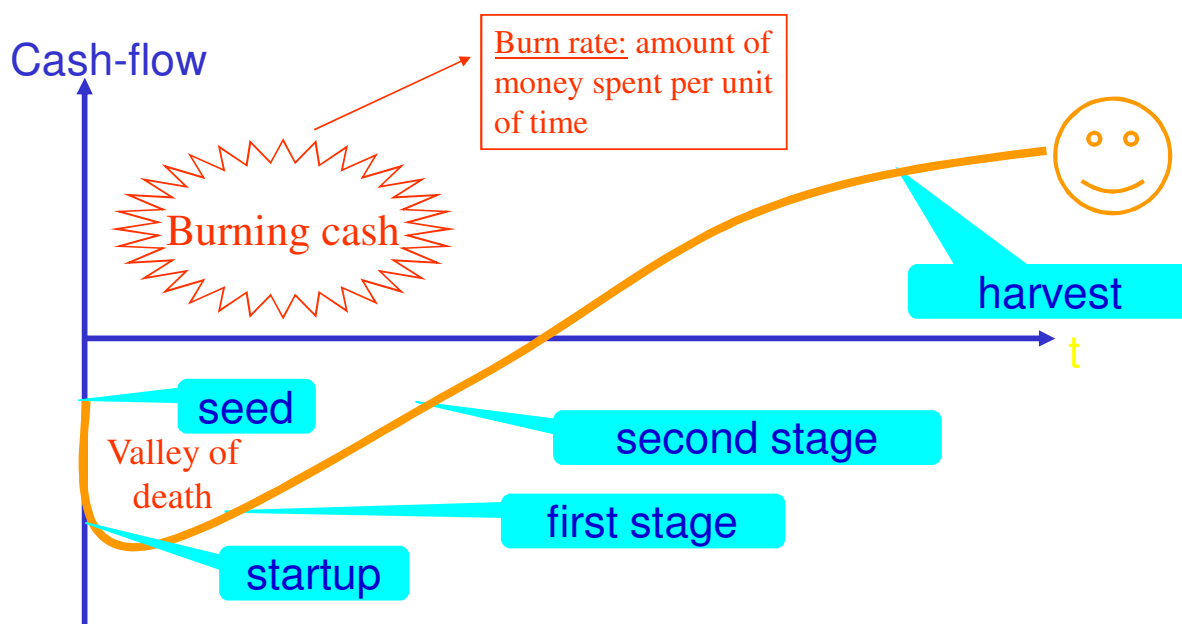 Cash-flow
Burn rate: amount of
money spent per unit
of time
Burning cash
harvest
t
seed
second stage
Valley of
death
first stage
startup